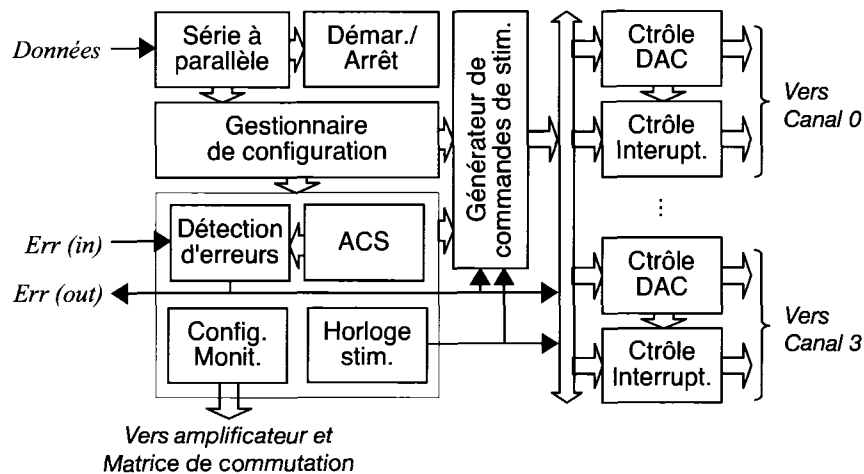 Données
Série à
parallèle
Démar./
Arrêt
Gestionnaire
de configuration
Générateur de
commandes de stim.
Ctrôle
DAC
Ctrôle
Interupt.
Vers
Canal 0
...
Err (in)
Détection
d'erreurs
ACS
Err (out)
Config.
Monit.
Horloge
stim.
Ctrôle
DAC
Ctrôle
Interrupt.
Vers
Canal 3
Vers amplificateur et
Matrice de commutation